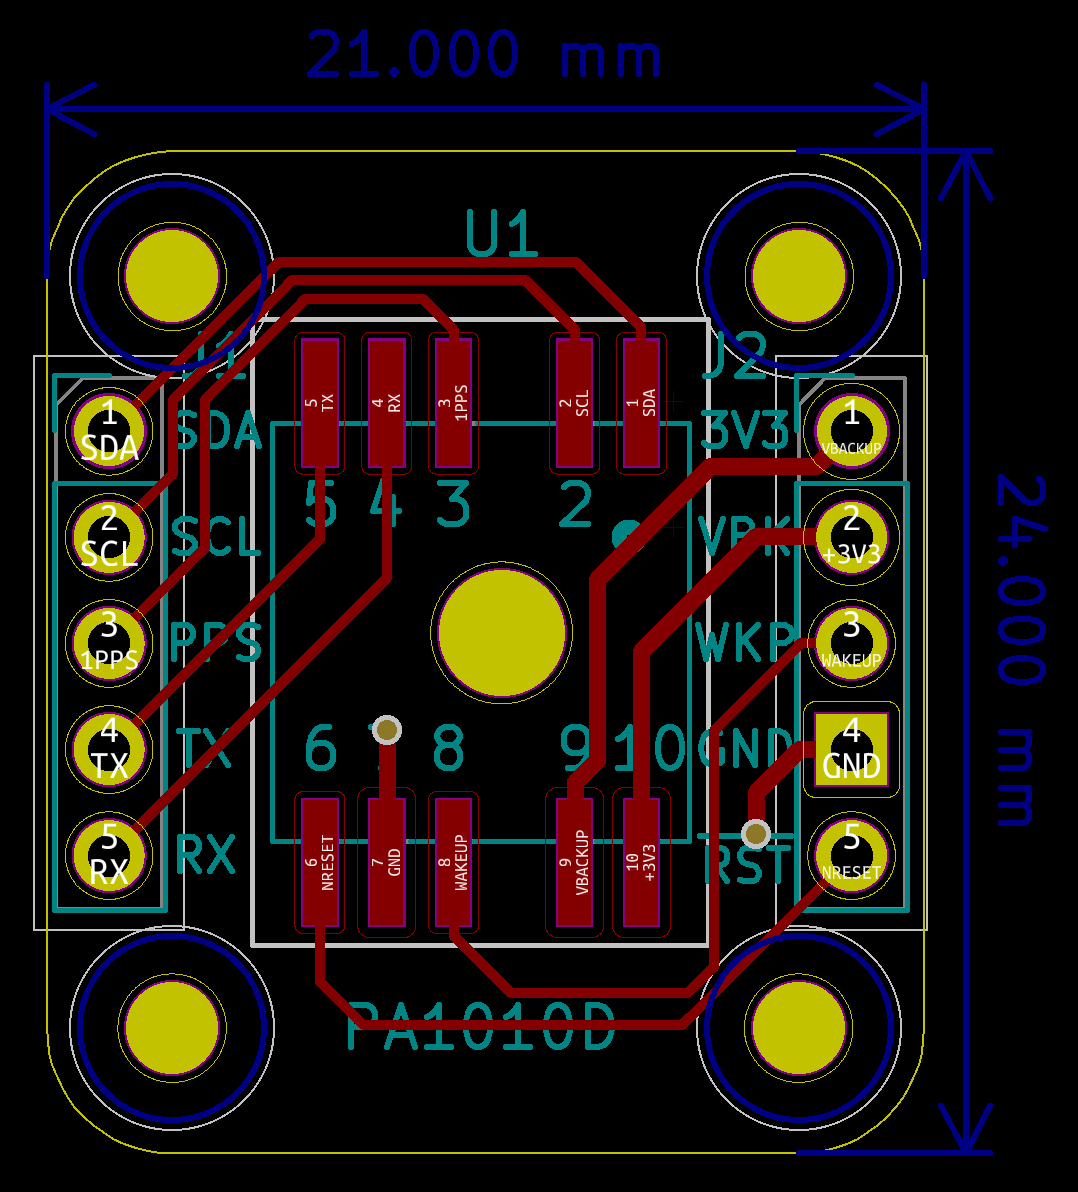 21.000 mm
24.000 mm
U1
J1
J2
5
TX
4
RX
3
1PPS
2
SCL
1
SDA
1
SDA
SDA
3V3
1
VBACKUP
5
4
3
2
2
SCL
SCL
VBK
2
+3V3
3
1PPS
PPS
WKP
3
WAKEUP
4
TX
TX
6
7
8
9
10
GND
4
GND
5
RX
RX
6
NRESET
7
GND
8
WAKEUP
9
VBACKUP
10
+3V3
RST
5
NRESET
PA1010D